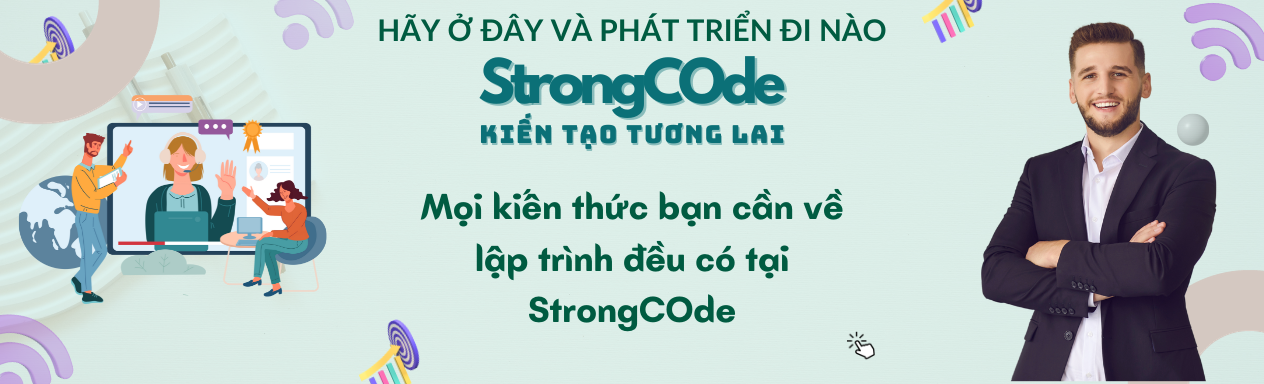 HÃY Ở ĐÂY VÀ PHÁT TRIỂN ĐI NÀO
StrongCOde
KIẾN TẠO TƯƠNG LAI
Mọi kiến thức bạn cần về
lập trình đều có tại
StrongCOde